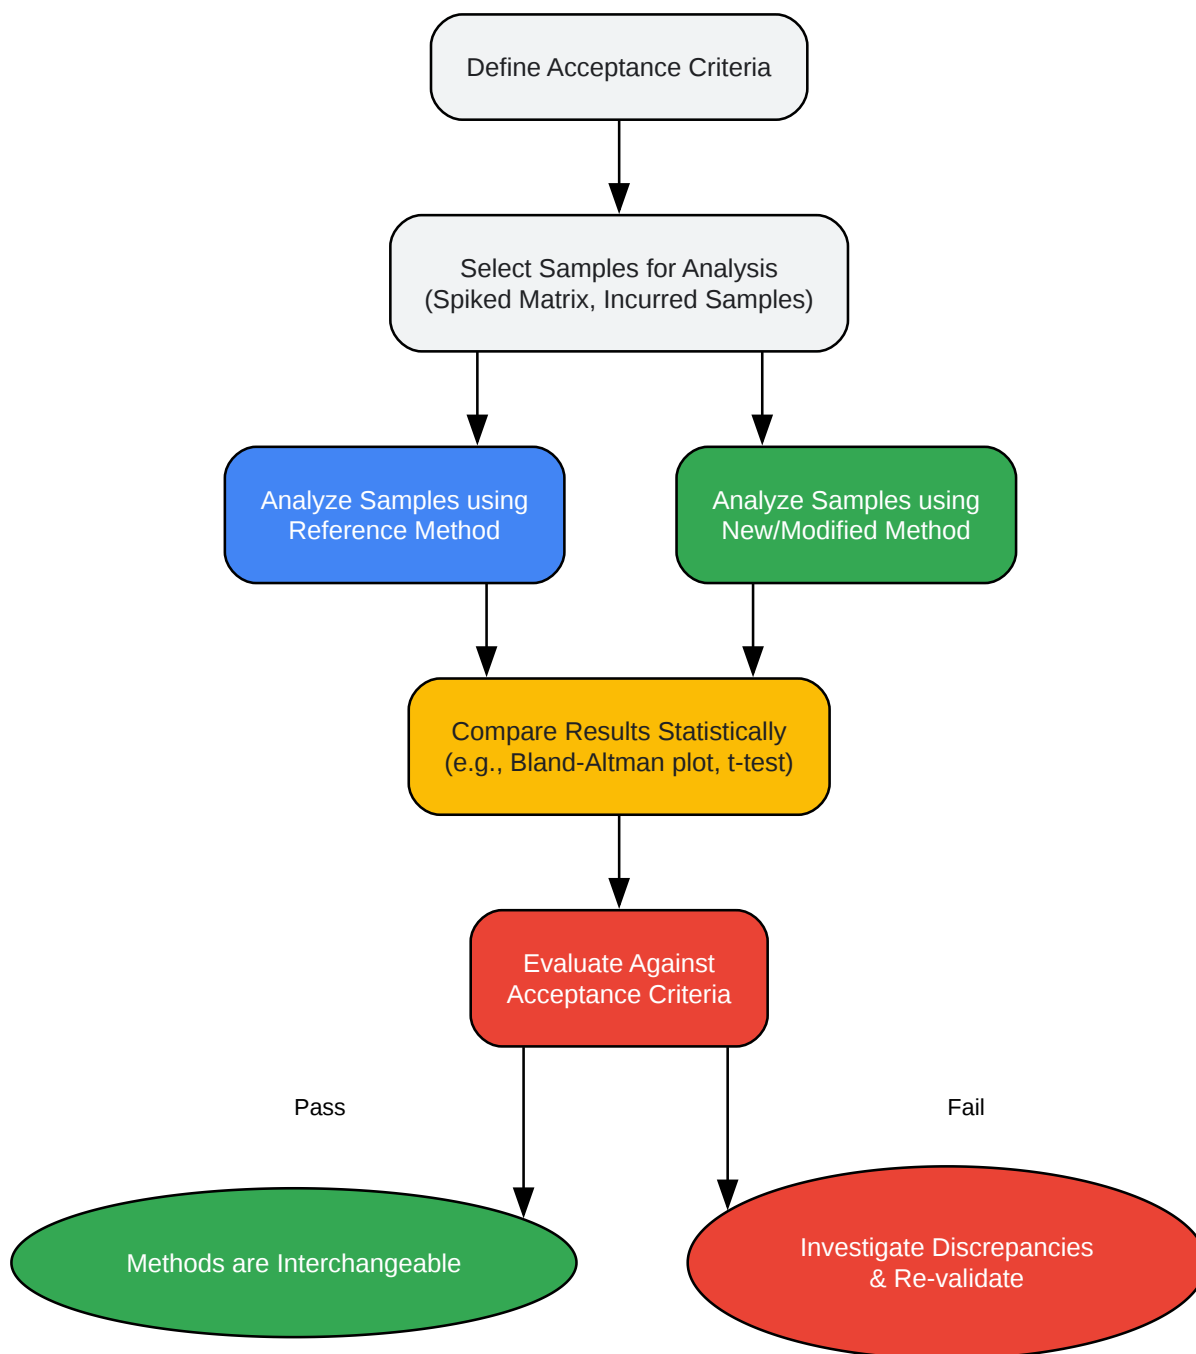 Define Acceptance Criteria
Select Samples for Analysis
(Spiked Matrix, Incurred Samples)
Analyze Samples using
Reference Method
Analyze Samples using
New/Modified Method
Compare Results Statistically
(e.g., Bland-Altman plot, t-test)
Evaluate Against
Acceptance Criteria
Pass
Fail
Methods are Interchangeable
Investigate Discrepancies
& Re-validate